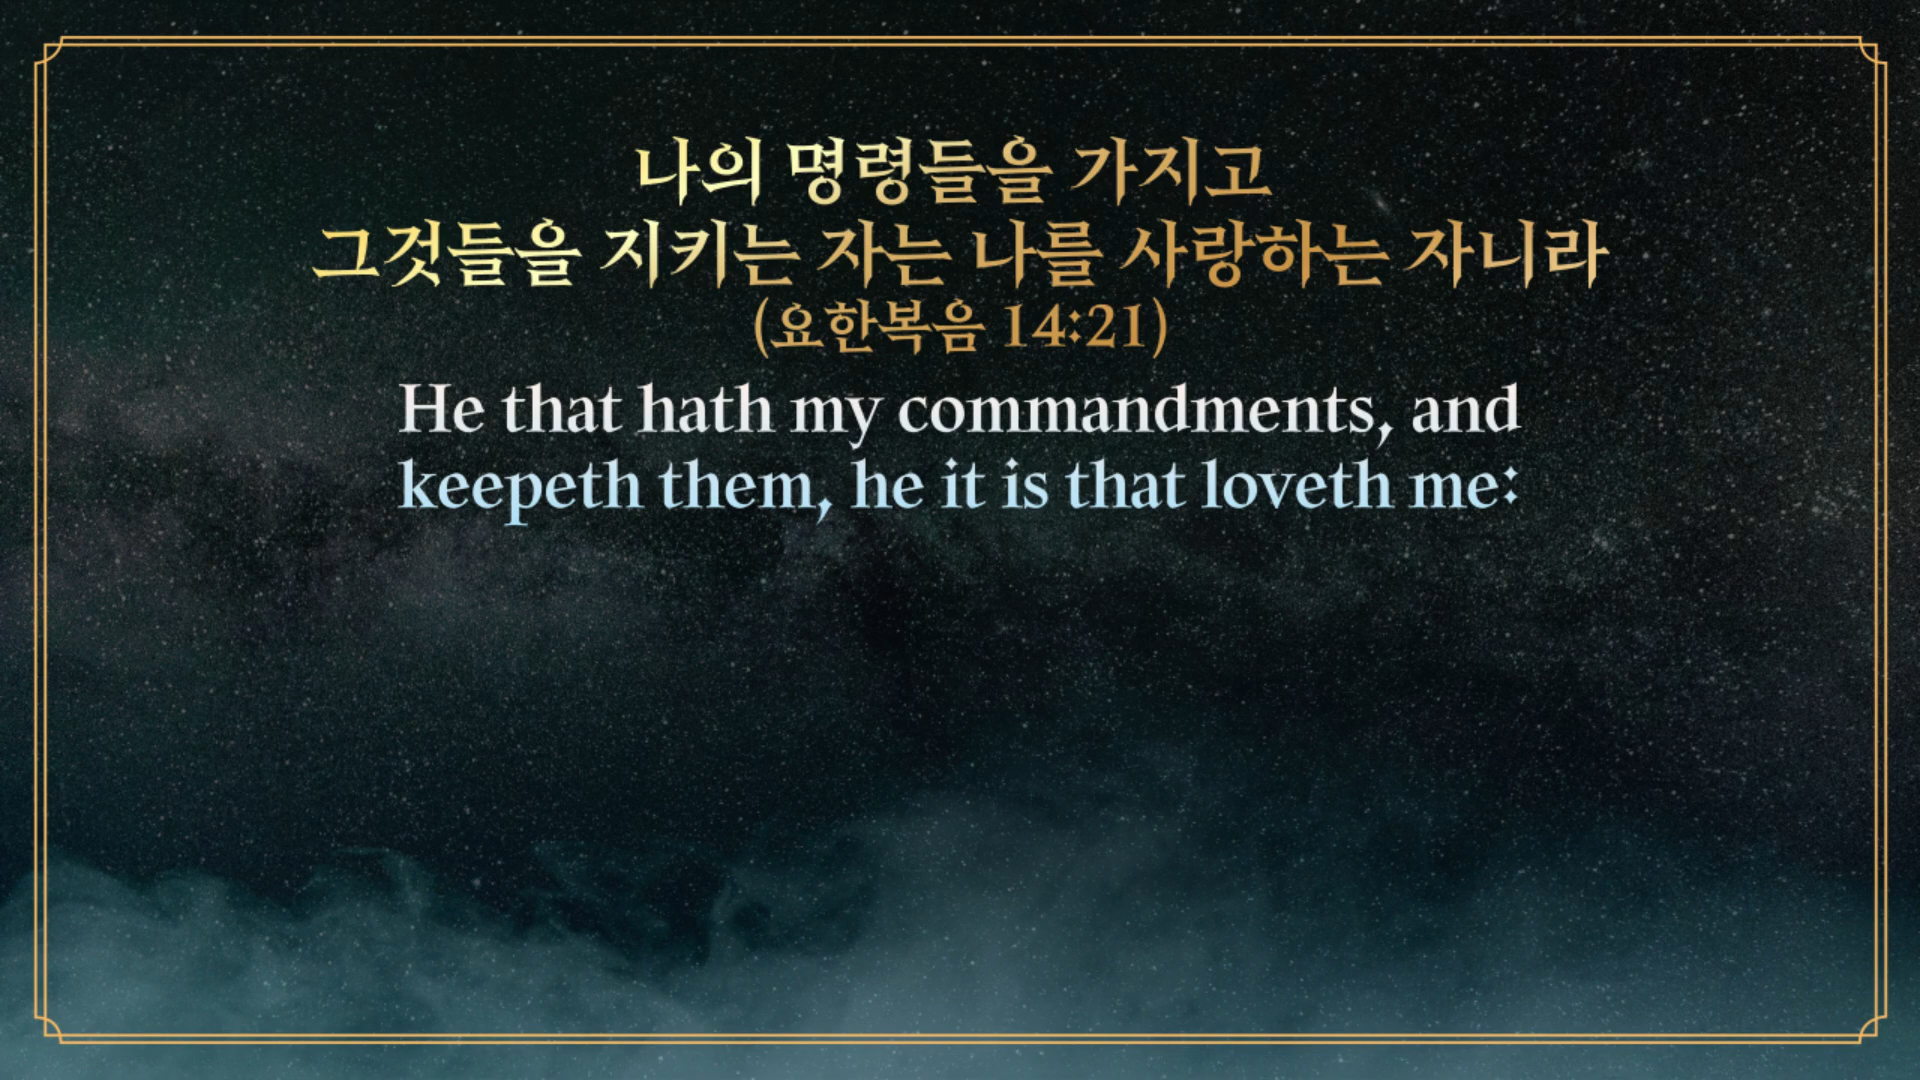 나의 명령들을 가지고
그것들을 지키는 자는 나를 사랑하는 자니라
(요한복음 14:21)
He that hath my commandments, and
keepeth them, he it is that loveth me: